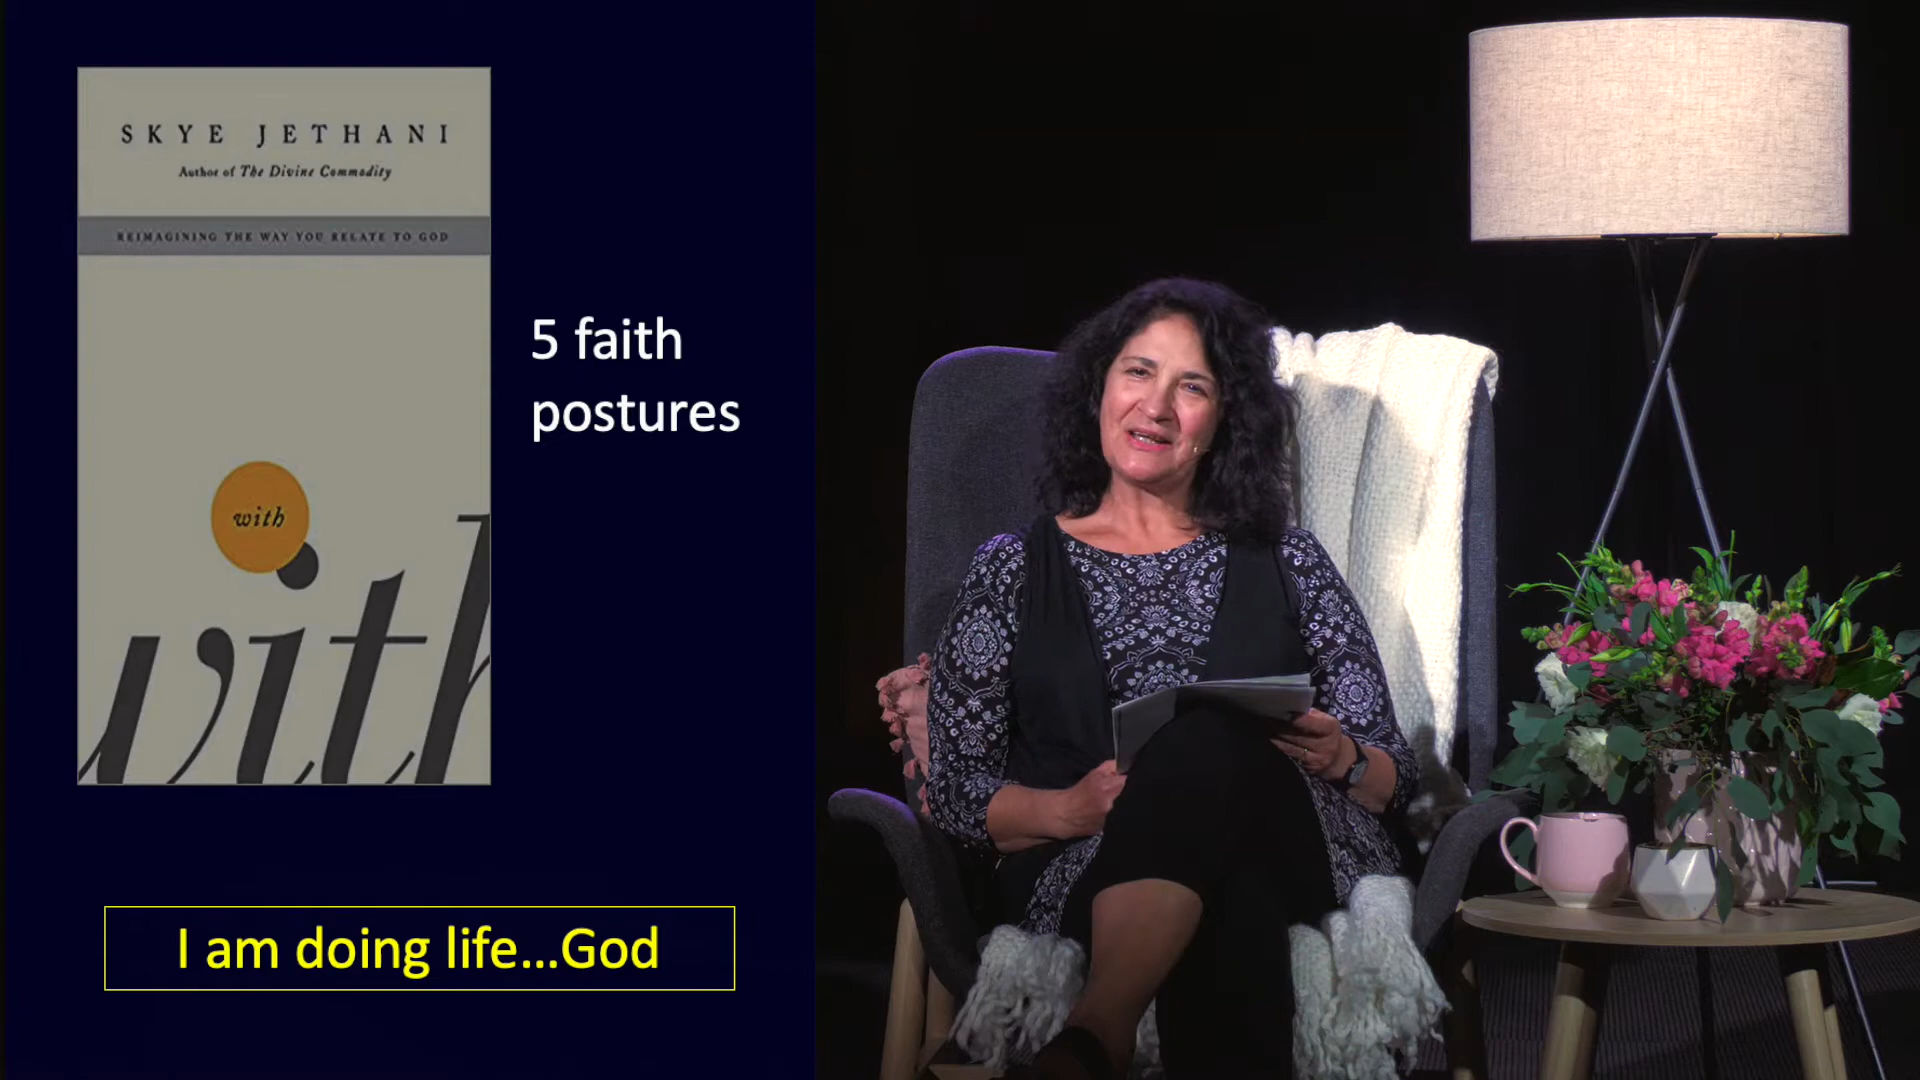 SKYE JETHANI
Author of The Divine Commodity
REIMAGINING THE WAY YOU RELATE TO GOD
with
with
5 faith
postures
I am doing life...God